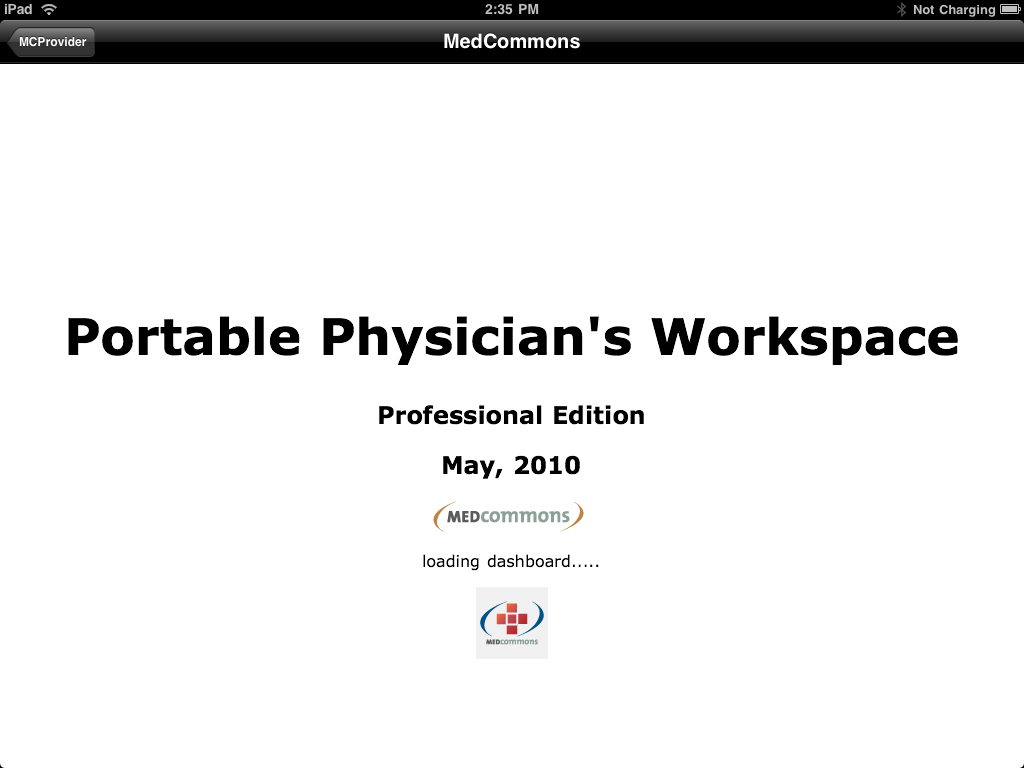 iPad 2:35 PM Not Charging
MCProvider MedCommons
Portable Physician's Workspace
Professional Edition
May, 2010
MEDcommons
loading dashboard.....
MEDcommons